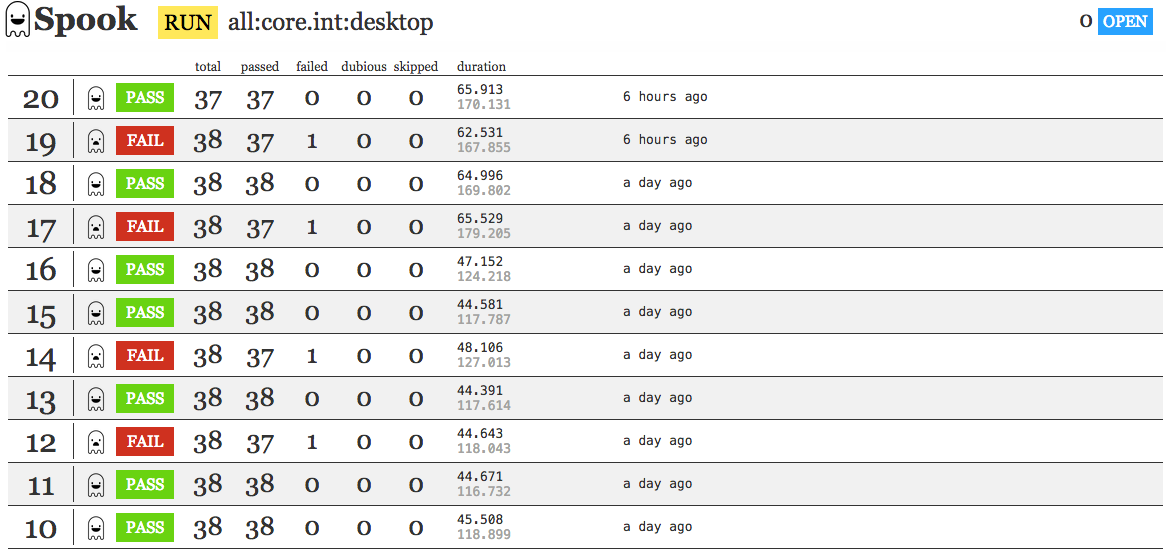 Spook RUN all:core.int:desktop 0 OPEN
total passed failed dubious skipped duration
20 PASS 37 37 0 0 0 65.913 6 hours ago
170.131
19 FAIL 38 37 1 0 0 62.531 6 hours ago
167.855
18 PASS 38 38 0 0 0 64.996 a day ago
169.802
17 FAIL 38 37 1 0 0 65.529 a day ago
179.205
16 PASS 38 38 0 0 0 47.152 a day ago
124.218
15 PASS 38 38 0 0 0 44.581 a day ago
117.787
14 FAIL 38 37 1 0 0 48.106 a day ago
127.013
13 PASS 38 38 0 0 0 44.391 a day ago
117.614
12 FAIL 38 37 1 0 0 44.643 a day ago
118.043
11 PASS 38 38 0 0 0 44.671 a day ago
116.732
10 PASS 38 38 0 0 0 45.508 a day ago
118.899